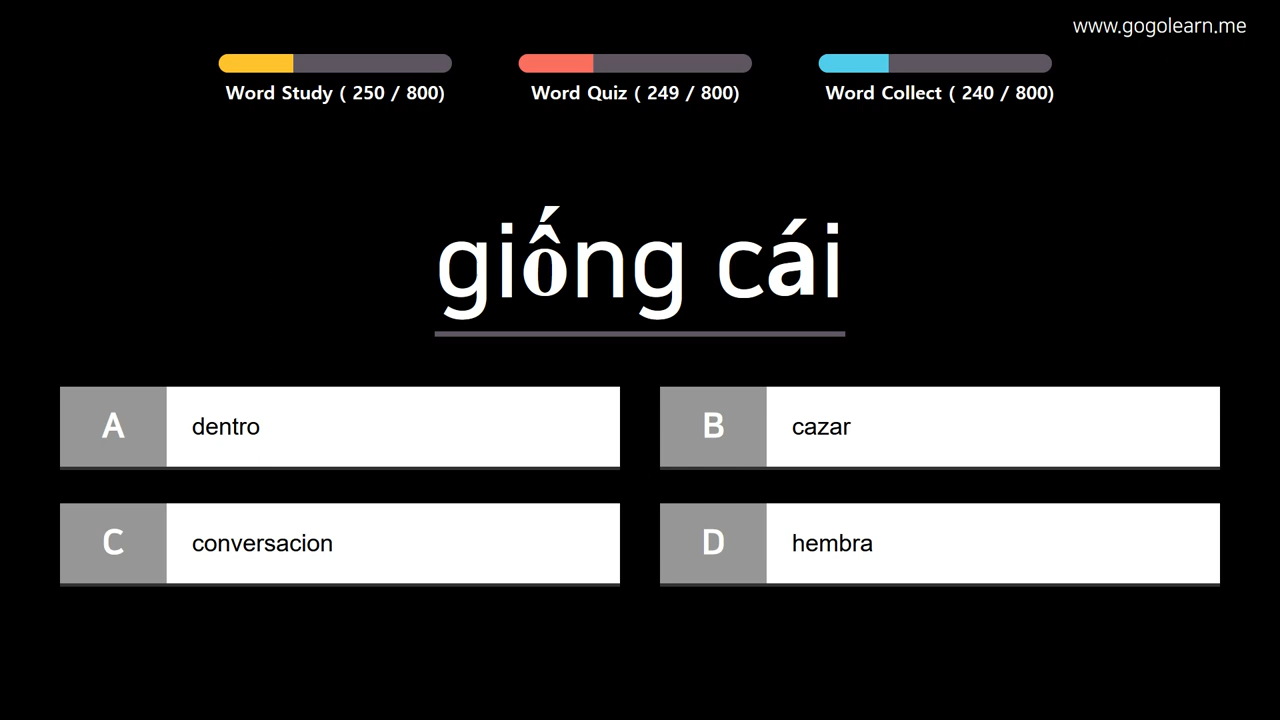 www.gogolearn.me
Word Study ( 250 / 800)
Word Quiz ( 249 / 800)
Word Collect ( 240 / 800)
giống cái
A dentro
B cazar
C conversacion
D hembra